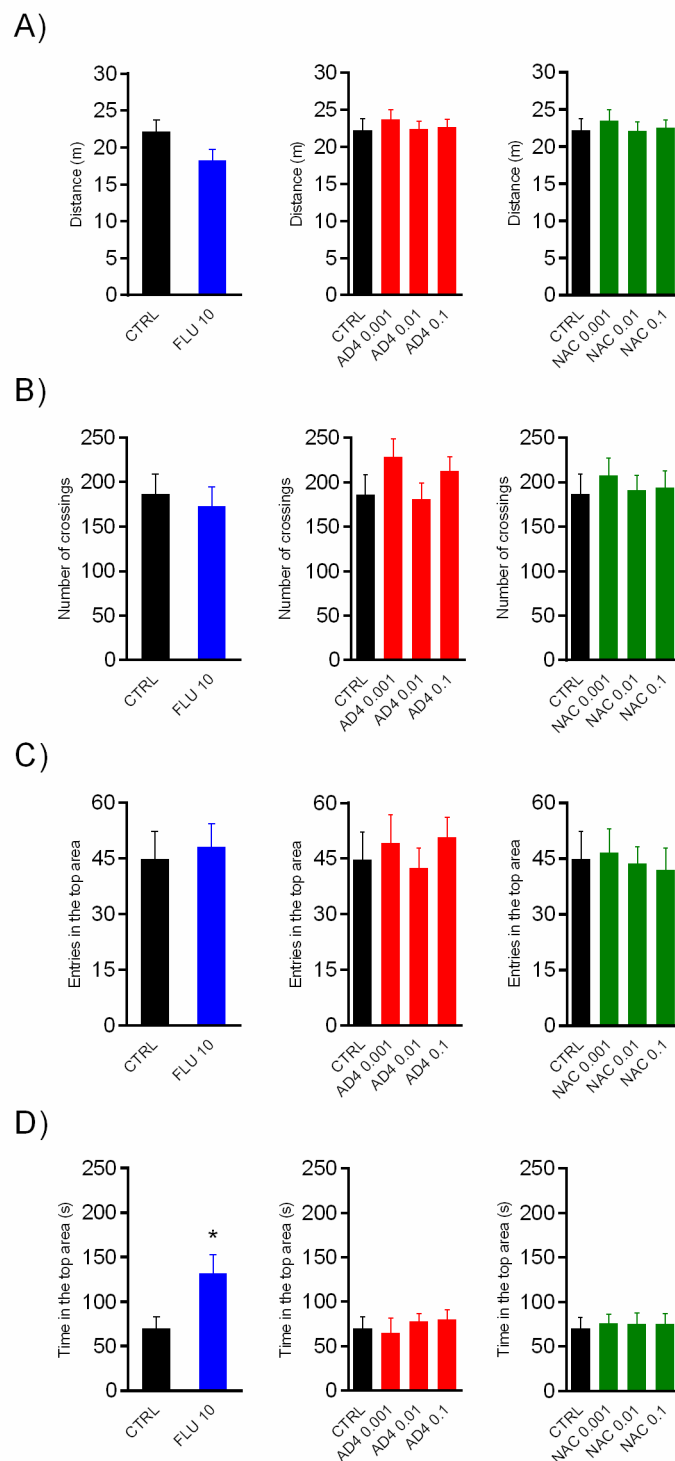 A)
Distance (m)
30
25
20
15
10
5
0
CTRL
FLU 10
Distance (m)
30
25
20
15
10
5
0
CTRL
AD4 0.001
AD4 0.01
AD4 0.1
Distance (m)
30
25
20
15
10
5
0
CTRL
NAC 0.001
NAC 0.01
NAC 0.1
B)
Number of crossings
250
200
150
100
50
0
CTRL
FLU 10
Number of crossings
250
200
150
100
50
0
CTRL
AD4 0.001
AD4 0.01
AD4 0.1
Number of crossings
250
200
150
100
50
0
CTRL
NAC 0.001
NAC 0.01
NAC 0.1
C)
Entries in the top area
60
45
30
15
0
CTRL
FLU 10
Entries in the top area
60
45
30
15
0
CTRL
AD4 0.001
AD4 0.01
AD4 0.1
Entries in the top area
60
45
30
15
0
CTRL
NAC 0.001
NAC 0.01
NAC 0.1
D)
Time in the top area (s)
250
200
150
100
50
0
*
CTRL
FLU 10
Time in the top area (s)
250
200
150
100
50
0
CTRL
AD4 0.001
AD4 0.01
AD4 0.1
Time in the top area (s)
250
200
150
100
50
0
CTRL
NAC 0.001
NAC 0.01
NAC 0.1